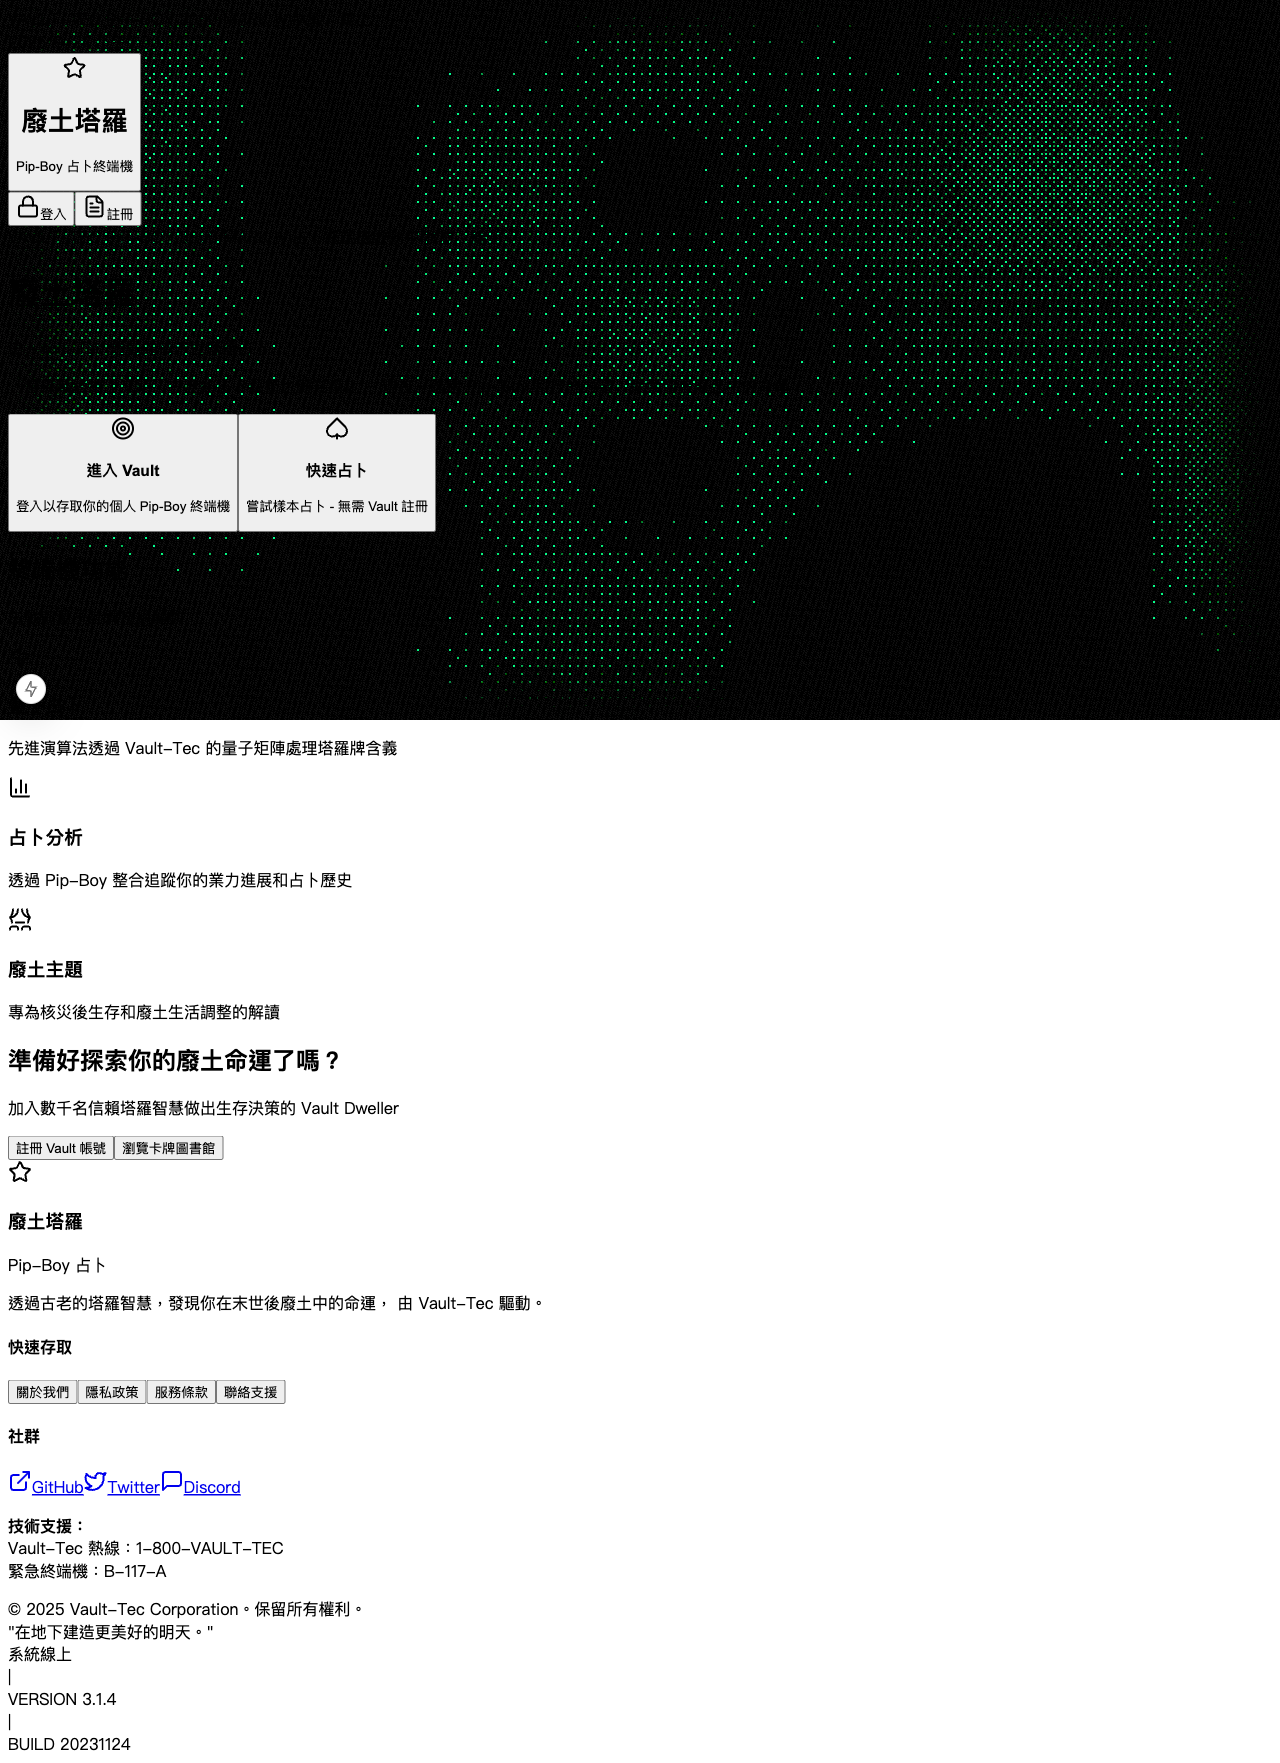 廢土塔羅
Pip-Boy 占卜終端機
登入
註冊
進入 Vault
登入以存取你的個人 Pip-Boy 終端機
快速占卜
嘗試樣本占卜 - 無需 Vault 註冊
先進演算法透過 Vault-Tec 的量子矩陣處理塔羅牌含義
占卜分析
透過 Pip-Boy 整合追蹤你的業力進展和占卜歷史
廢土主題
專為核災後生存和廢土生活調整的解讀
準備好探索你的廢土命運了嗎？
加入數千名信賴塔羅智慧做出生存決策的 Vault Dweller
註冊 Vault 帳號
瀏覽卡牌圖書館
廢土塔羅
Pip-Boy 占卜
透過古老的塔羅智慧，發現你在末世後廢土中的命運， 由 Vault-Tec 驅動。
快速存取
關於我們
隱私政策
服務條款
聯絡支援
社群
GitHub
Twitter
Discord
技術支援：
Vault-Tec 熱線：1-800-VAULT-TEC
緊急終端機：B-117-A
© 2025 Vault-Tec Corporation。保留所有權利。
"在地下建造更美好的明天。"
系統線上
|
VERSION 3.1.4
|
BUILD 20231124